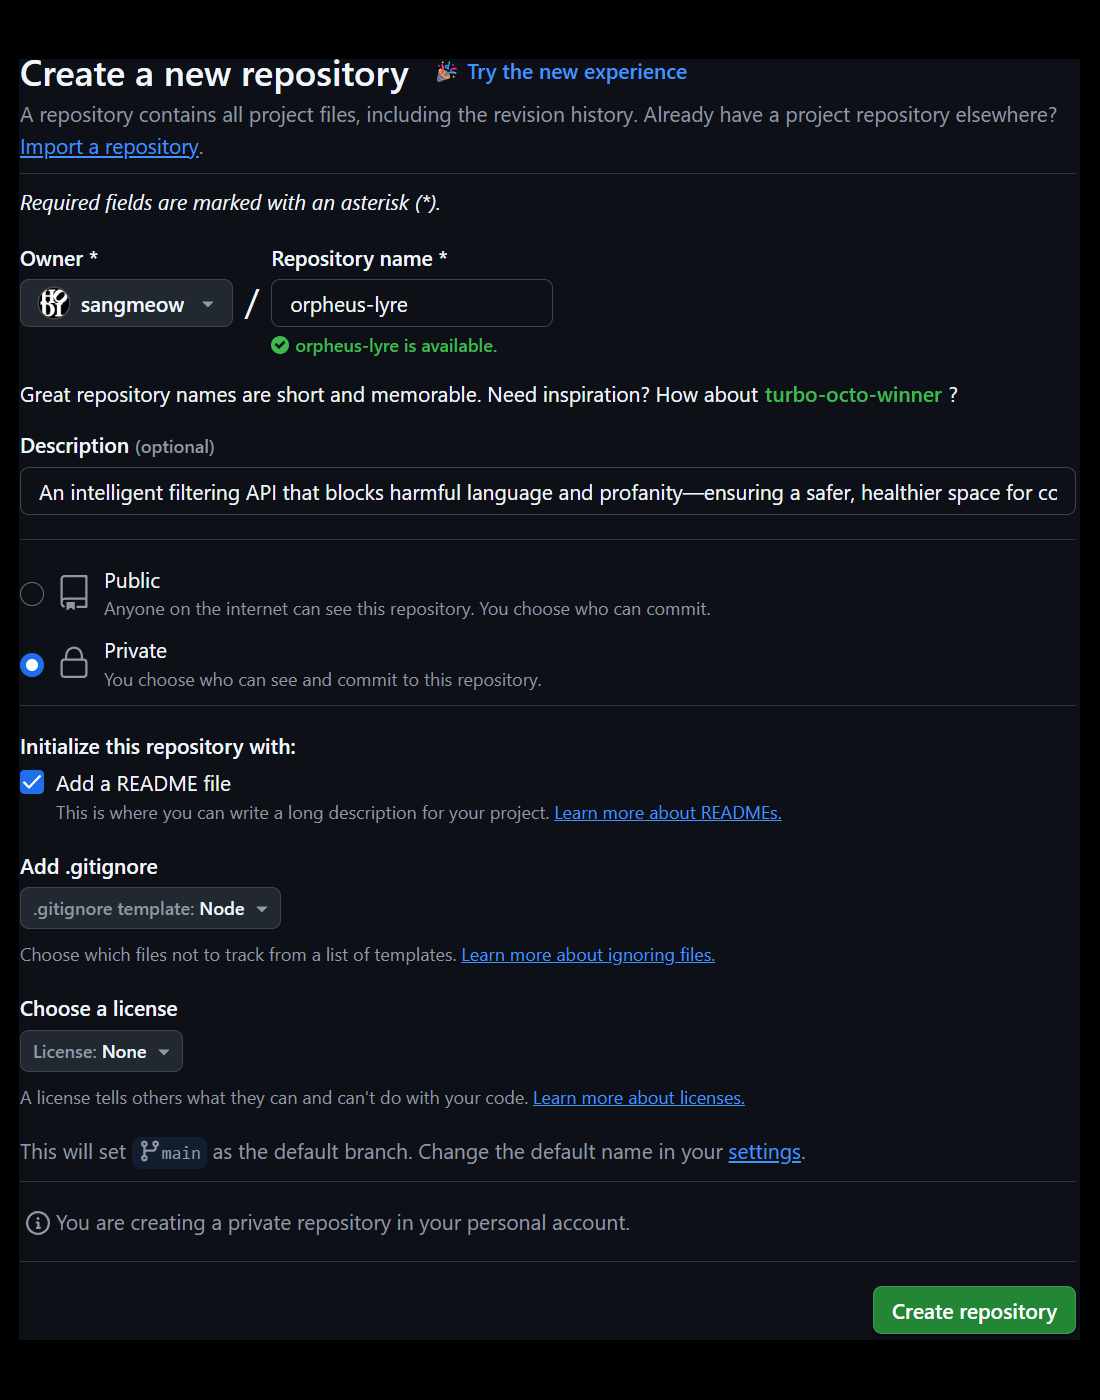 Create a new repository Try the new experience
A repository contains all project files, including the revision history. Already have a project repository elsewhere?
Import a repository.
Required fields are marked with an asterisk (*).
Owner * Repository name *
sangmeow / orpheus-lyre
orpheus-lyre is available.
Great repository names are short and memorable. Need inspiration? How about turbo-octo-winner ?
Description (optional)
An intelligent filtering API that blocks harmful language and profanity—ensuring a safer, healthier space for co
Public
Anyone on the internet can see this repository. You choose who can commit.
Private
You choose who can see and commit to this repository.
Initialize this repository with:
Add a README file
This is where you can write a long description for your project. Learn more about READMEs.
Add .gitignore
.gitignore template: Node
Choose which files not to track from a list of templates. Learn more about ignoring files.
Choose a license
License: None
A license tells others what they can and can't do with your code. Learn more about licenses.
This will set main as the default branch. Change the default name in your settings.
You are creating a private repository in your personal account.
Create repository